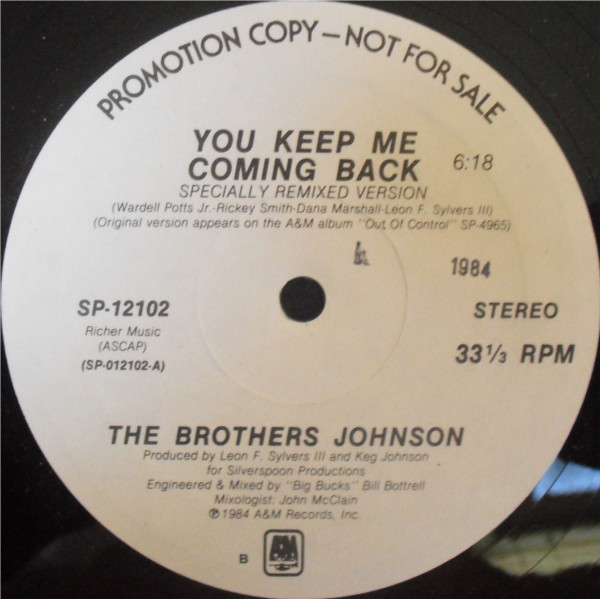 PROMOTION COPY—NOT FOR SALE
YOU KEEP ME
COMING BACK 6:18
SPECIALLY REMIXED VERSION
(Wardell Potts Jr.-Rickey Smith-Dana Marshall-Leon F. Sylvers III)
(Original version appears on the A&M album "Out Of Control" SP-4965)
1984
SP-12102
STEREO
Richer Music
(ASCAP)
33 1/3 RPM
(SP-012102-A)
THE BROTHERS JOHNSON
Produced by Leon F. Sylvers III and Keg Johnson
for Silverspoon Productions
Engineered & Mixed by "Big Bucks" Bill Bottrell
Mixologist: John McClain
℗1984 A&M Records, Inc.
B
A&M